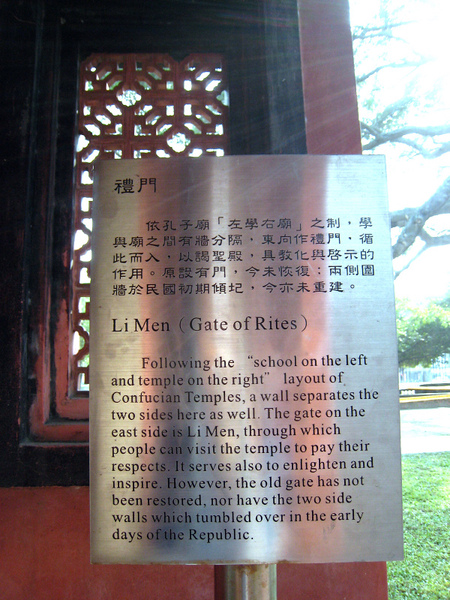 禮門
依孔子廟「左學右廟」之制，學
與廟之間有牆分隔，東向作禮門，循
此而入，以謁聖殿，具教化與啓示的
作用。原設有門，今未恢復；兩側圍
牆於民國初期傾圮，今亦未重建。
Li Men（Gate of Rites）
Following the “school on the left
and temple on the right” layout of
Confucian Temples, a wall separates the
two sides here as well. The gate on the
east side is Li Men, through which
people can visit the temple to pay their
respects. It serves also to enlighten and
inspire. However, the old gate has not
been restored, nor have the two side
walls which tumbled over in the early
days of the Republic.